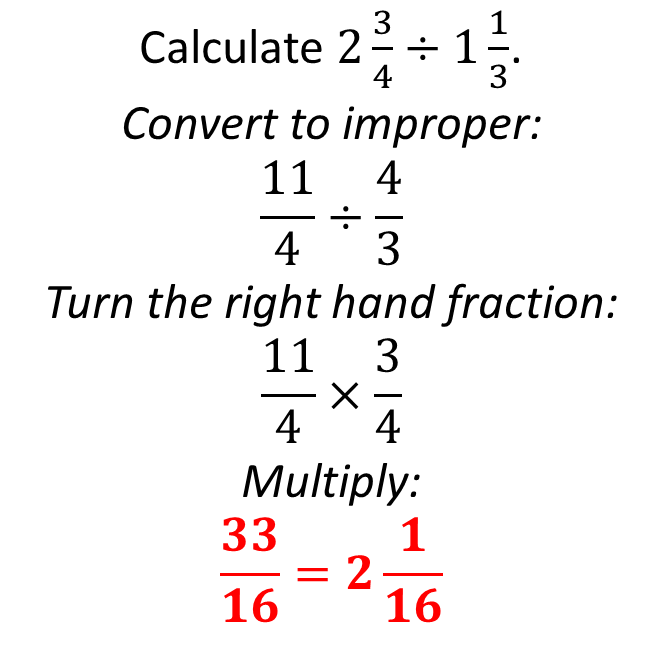 Calculate 2 3/4 ÷ 1 1/3.
Convert to improper:
11/4 ÷ 4/3
Turn the right hand fraction:
11/4 × 3/4
Multiply:
33/16 = 2 1/16